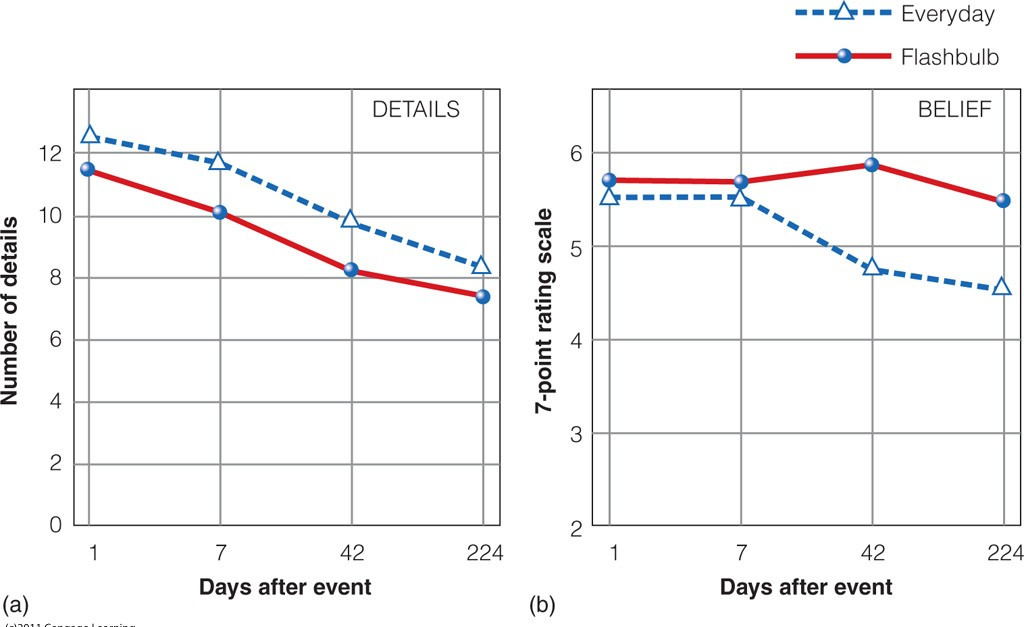 Everyday
Flashbulb
DETAILS
Number of details
12
10
8
6
4
2
0
1 7 42 224
Days after event
(a)
BELIEF
7-point rating scale
6
5
4
3
2
1 7 42 224
Days after event
(b)